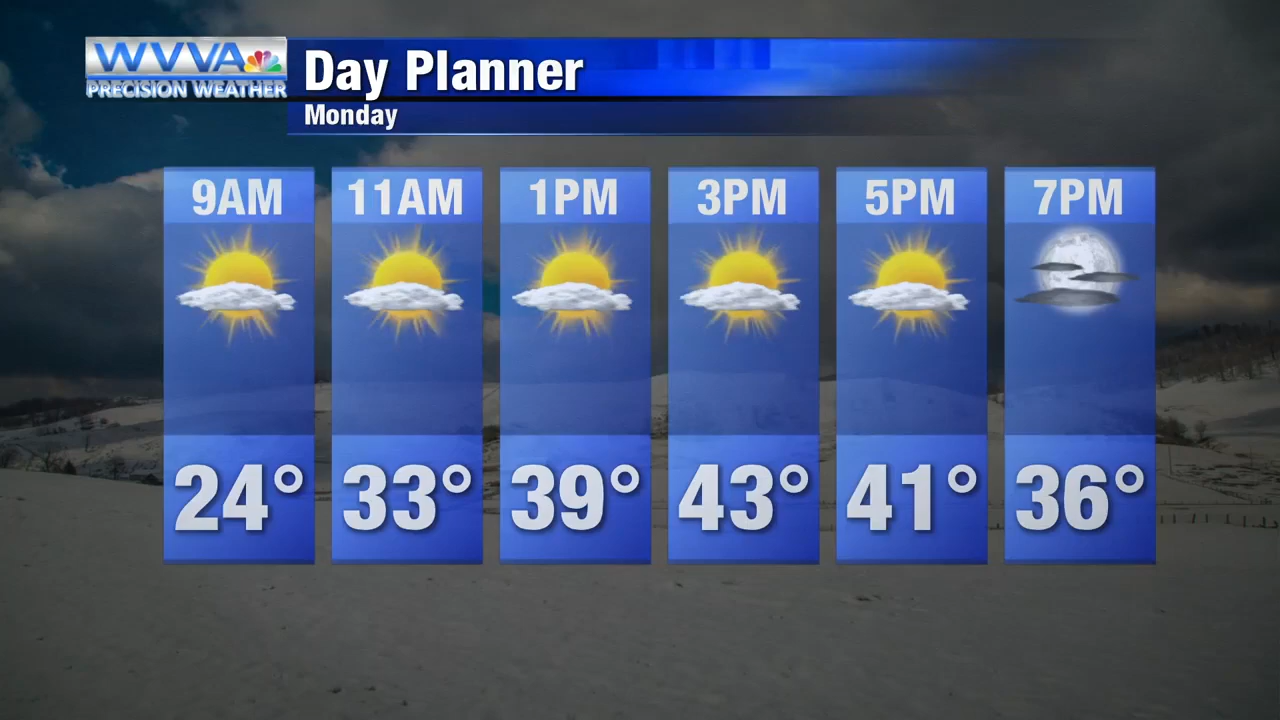 WVVA
PRECISION WEATHER
Day Planner
Monday
9AM 11AM 1PM 3PM 5PM 7PM
24° 33° 39° 43° 41° 36°